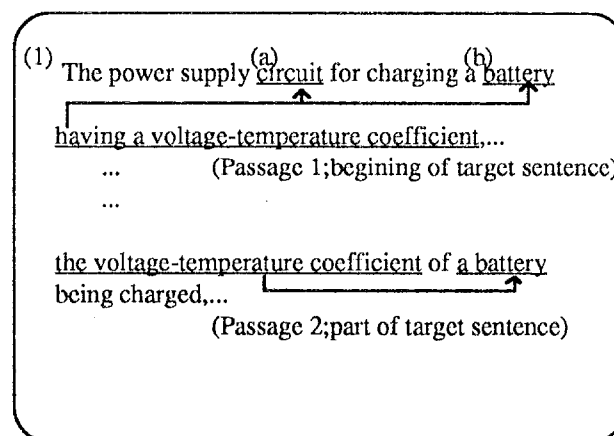 (1) (a) (b)
The power supply circuit for charging a battery
having a voltage-temperature coefficient,...
... (Passage 1;begining of target sentence)
...
the voltage-temperature coefficient of a battery
being charged,...
(Passage 2;part of target sentence)